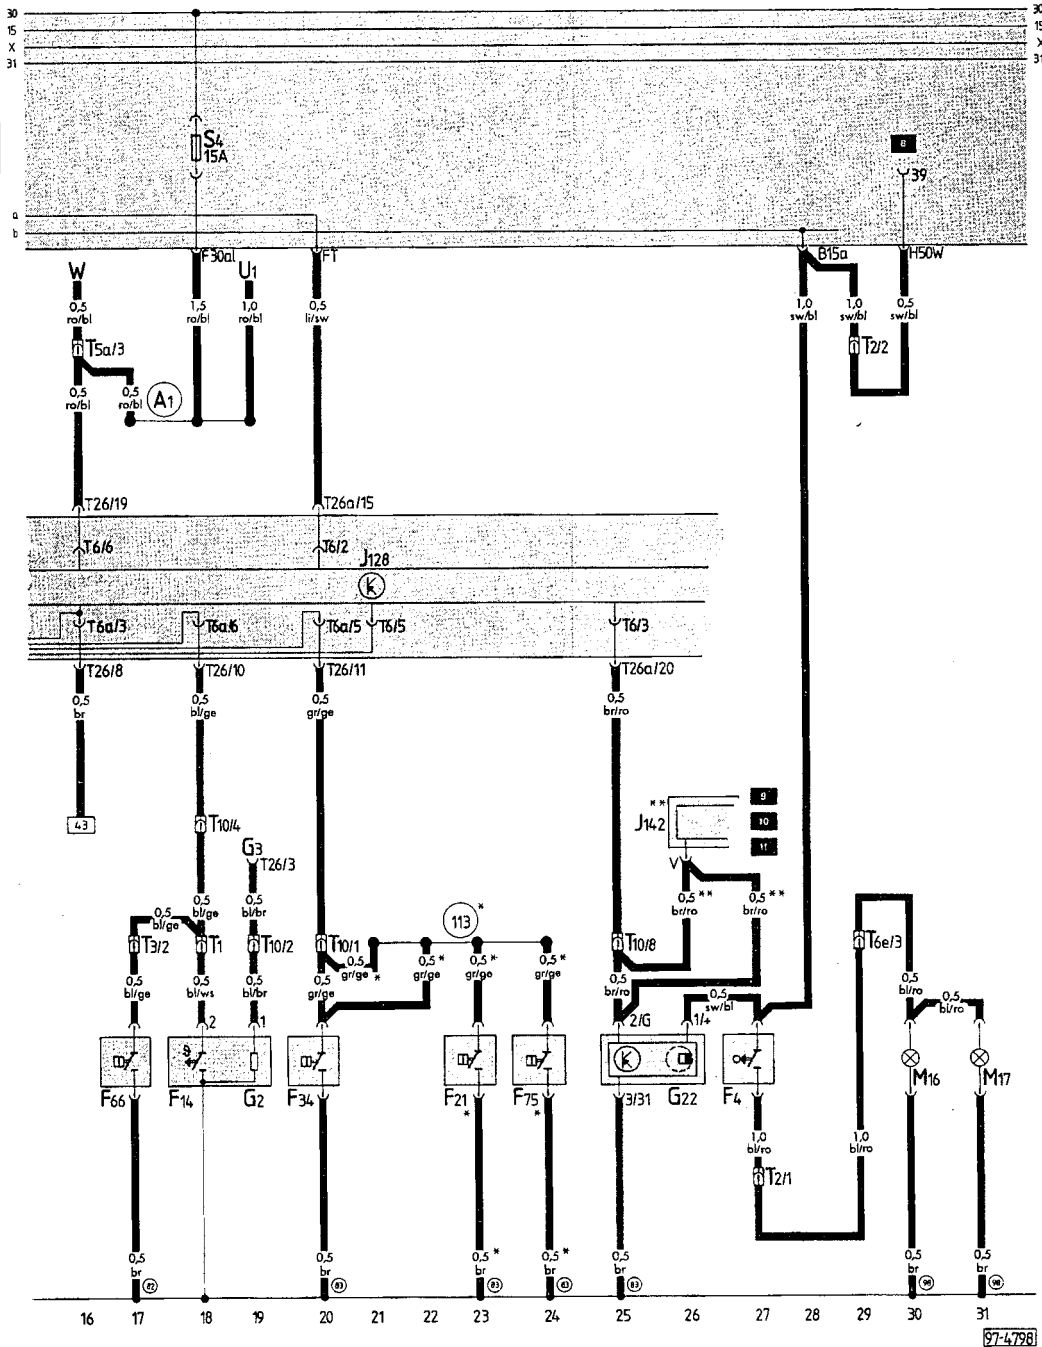 30 30
15 15
X X
31 31
S4
15A
8
39
a
b
F30al
FT
B15a
H50W
W
U1
0,5 ro/bl
1,5 ro/bl
1,0 ro/bl
0,5 li/sw
1,0 sw/bl
1,0 sw/bl
0,5 sw/bl
T5a/3
T2/2
0,5 ro/bl
0,5 ro/bl
A1
T26/19
T26a/15
T6/6
T6/2
J128
T6a/3
T6a/6
T6a/5
T6/5
T6/3
T26/8
T26/10
T26/11
T26a/20
0,5 br
0,5 bl/ge
0,5 gr/ge
0,5 br/ro
43
T10/4
** J142
9
10
11
G3
T26/3
V
0,5 bl/ge
0,5 bl/ge
0,5 bl/br
113 *
0,5 ** br/ro
0,5 ** br/ro
T3/2
T1
T10/2
T10/1
0,5 gr/ge *
0,5 * gr/ge
0,5 * gr/ge
0,5 * gr/ge
T10/8
T6e/3
0,5 bl/ge
0,5 bl/ws
0,5 bl/br
0,5 gr/ge
0,5 br/ro
0,5 sw/bl
0,5 bl/ro
0,5 bl/ro
2
1
2/G
1/+
F66
F14
G2
F34
F21 *
F75 *
3/31
G22
F4
M16
M17
1,0 bl/ro
1,0 bl/ro
T2/1
0,5 br 82
0,5 br 83
0,5 * br 83
0,5 * br 83
0,5 br 83
0,5 br 98
0,5 br 98
16 17 18 19 20 21 22 23 24 25 26 27 28 29 30 31
97-4798